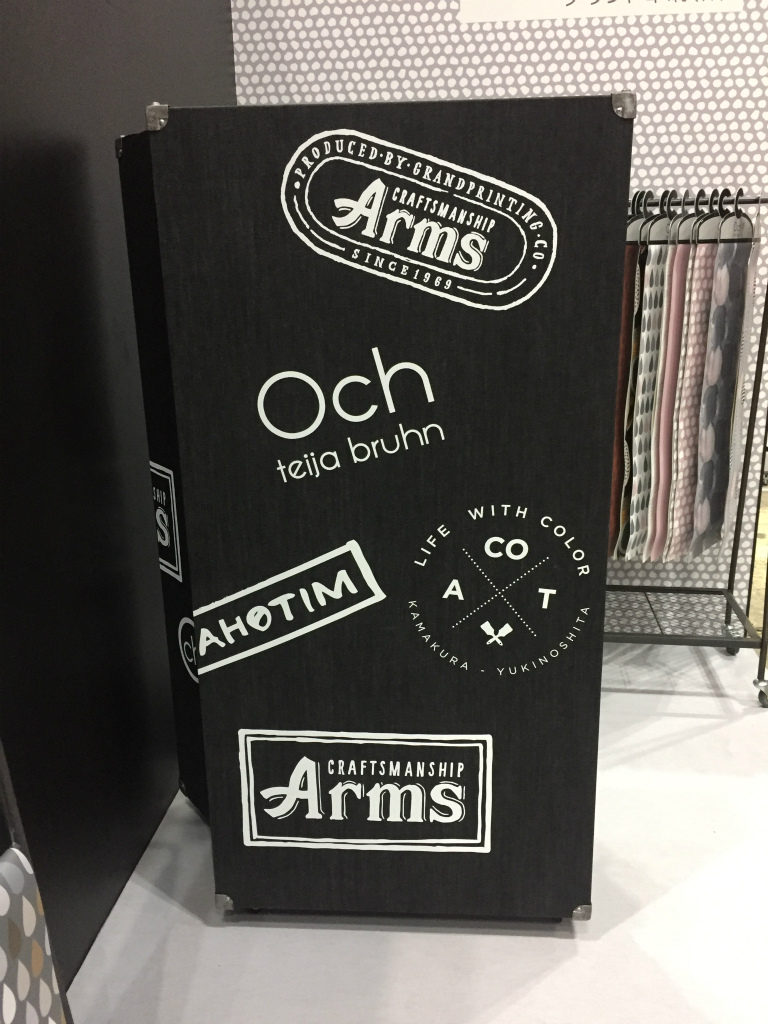 PRODUCED·BY·GRANDPRINTING·CO
CRAFTSMANSHIP
Arms
SINCE1969
Och
teija bruhn
LIFE WITH COLOR
CO
A T
KAMAKURA - YUKINOSHITA
AHOTIM
CRAFTSMANSHIP
Arms